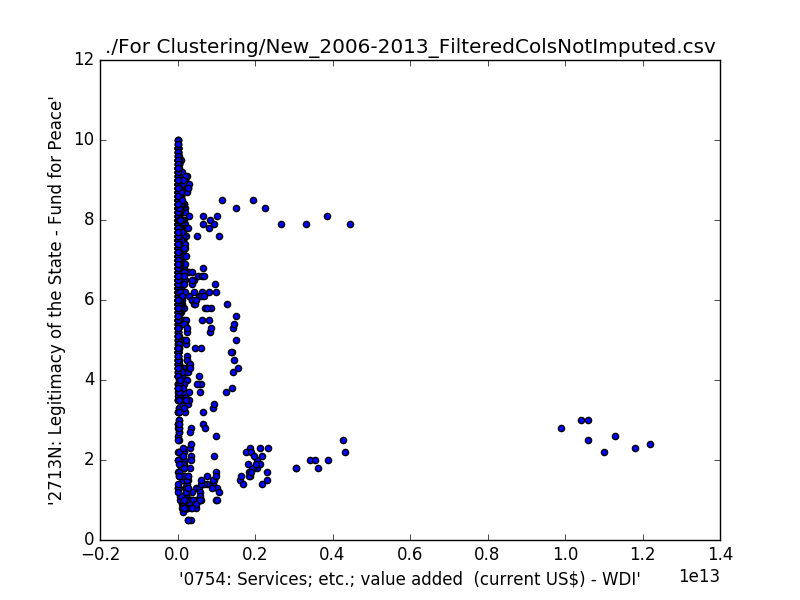 ./For Clustering/New_2006-2013_FilteredColsNotImputed.csv
12
10
8
6
4
2
0
'2713N: Legitimacy of the State - Fund for Peace'
−0.2 0.0 0.2 0.4 0.6 0.8 1.0 1.2 1.4
1e13
'0754: Services; etc.; value added  (current US$) - WDI'